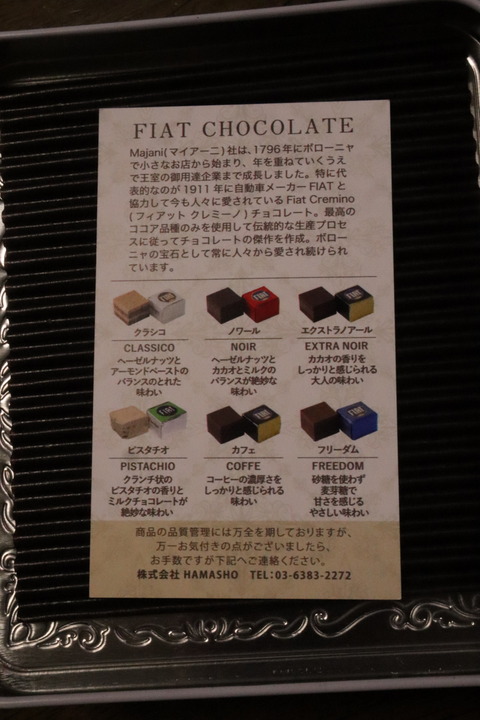 FIAT CHOCOLATE
Majani(マイアーニ)社は、1796年にボローニャ
で小さなお店から始まり、年を重ねていくうえ
で王室の御用達企業まで成長しました。特に代
表的なのが1911年に自動車メーカーFIATと
協力して今も人々に愛されているFiat Cremino
(フィアット クレミーノ)チョコレート。最高の
ココア品種のみを使用して伝統的な生産プロセ
スに従ってチョコレートの傑作を作成。ボロー
ニャの宝石として常に人々から愛され続けられ
ています。
クラシコ
CLASSICO
ヘーゼルナッツと
アーモンドペーストの
バランスのとれた
味わい
ノワール
NOIR
ヘーゼルナッツと
カカオとミルクの
バランスが絶妙な
味わい
エクストラノアール
EXTRA NOIR
カカオの香りを
しっかりと感じられる
大人の味わい
ピスタチオ
PISTACHIO
クランチ状の
ピスタチオの香りと
ミルクチョコレートが
絶妙な味わい
カフェ
COFFE
コーヒーの濃厚さを
しっかりと感じられる
味わい
フリーダム
FREEDOM
砂糖を使わず
麦芽糖で
甘さを感じる
やさしい味わい
商品の品質管理には万全を期しておりますが、
万一お気付きの点がございましたら、
お手数ですが下記へご連絡ください。
株式会社 HAMASHO TEL:03-6383-2272